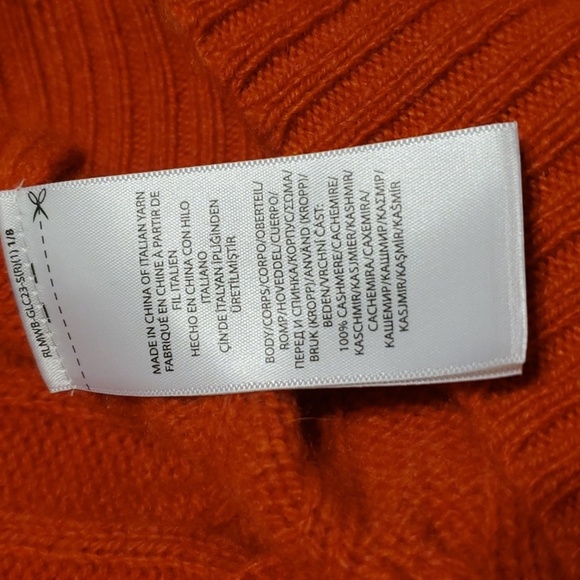 RLMWB-GLC23-S(R)(1) 1/8
MADE IN CHINA OF ITALIAN YARN
FABRIQUÉ EN CHINE À PARTIR DE
FIL ITALIEN
HECHO EN CHINA CON HILO
ITALIANO
ÇİN'DE İTALYAN İPLİĞİNDEN
ÜRETİLMİŞTİR
BODY/CORPS/CORPO/OBERTEIL/
ROMP/HOVEDDEL/CUERPO/
ПЕРЕД И СПИНКА/КОРПУС/ΣΩΜΑ/
BRUK (KROPP)/ANVÄND (KROPP)/
BEDEN/VRCHNÍ ČÁST:
100% CASHMERE/CACHEMIRE/
KASCHMIR/KASJMIER/KASHMIR/
CACHEMIRA/CAXEMIRA/
КАШЕМИР/КАШМИР/ΚΑΣΜΙΡ/
KASJMIR/KAŞMİR/KAŠMÍR